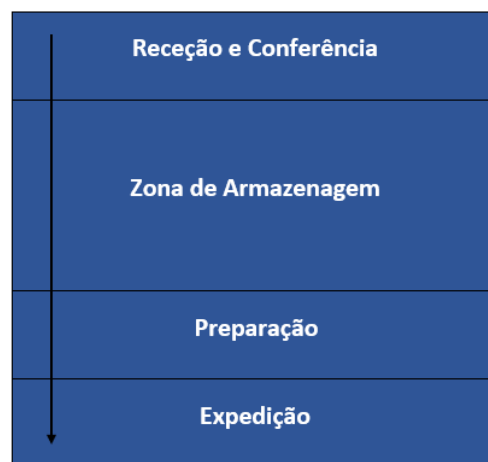 Receção e Conferência
Zona de Armazenagem
Preparação
Expedição